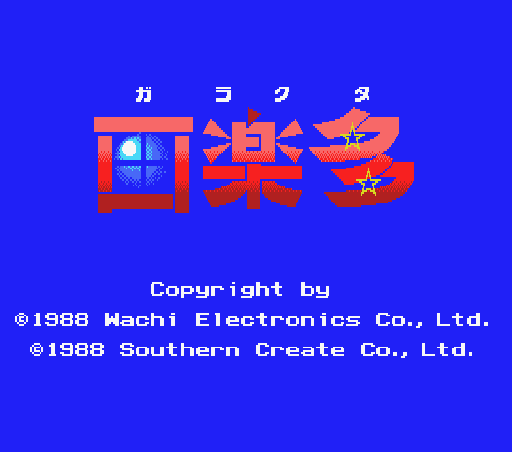 ガラクタ
画楽多
Copyright by
©1988 Wachi Electronics Co., Ltd.
©1988 Southern Create Co., Ltd.